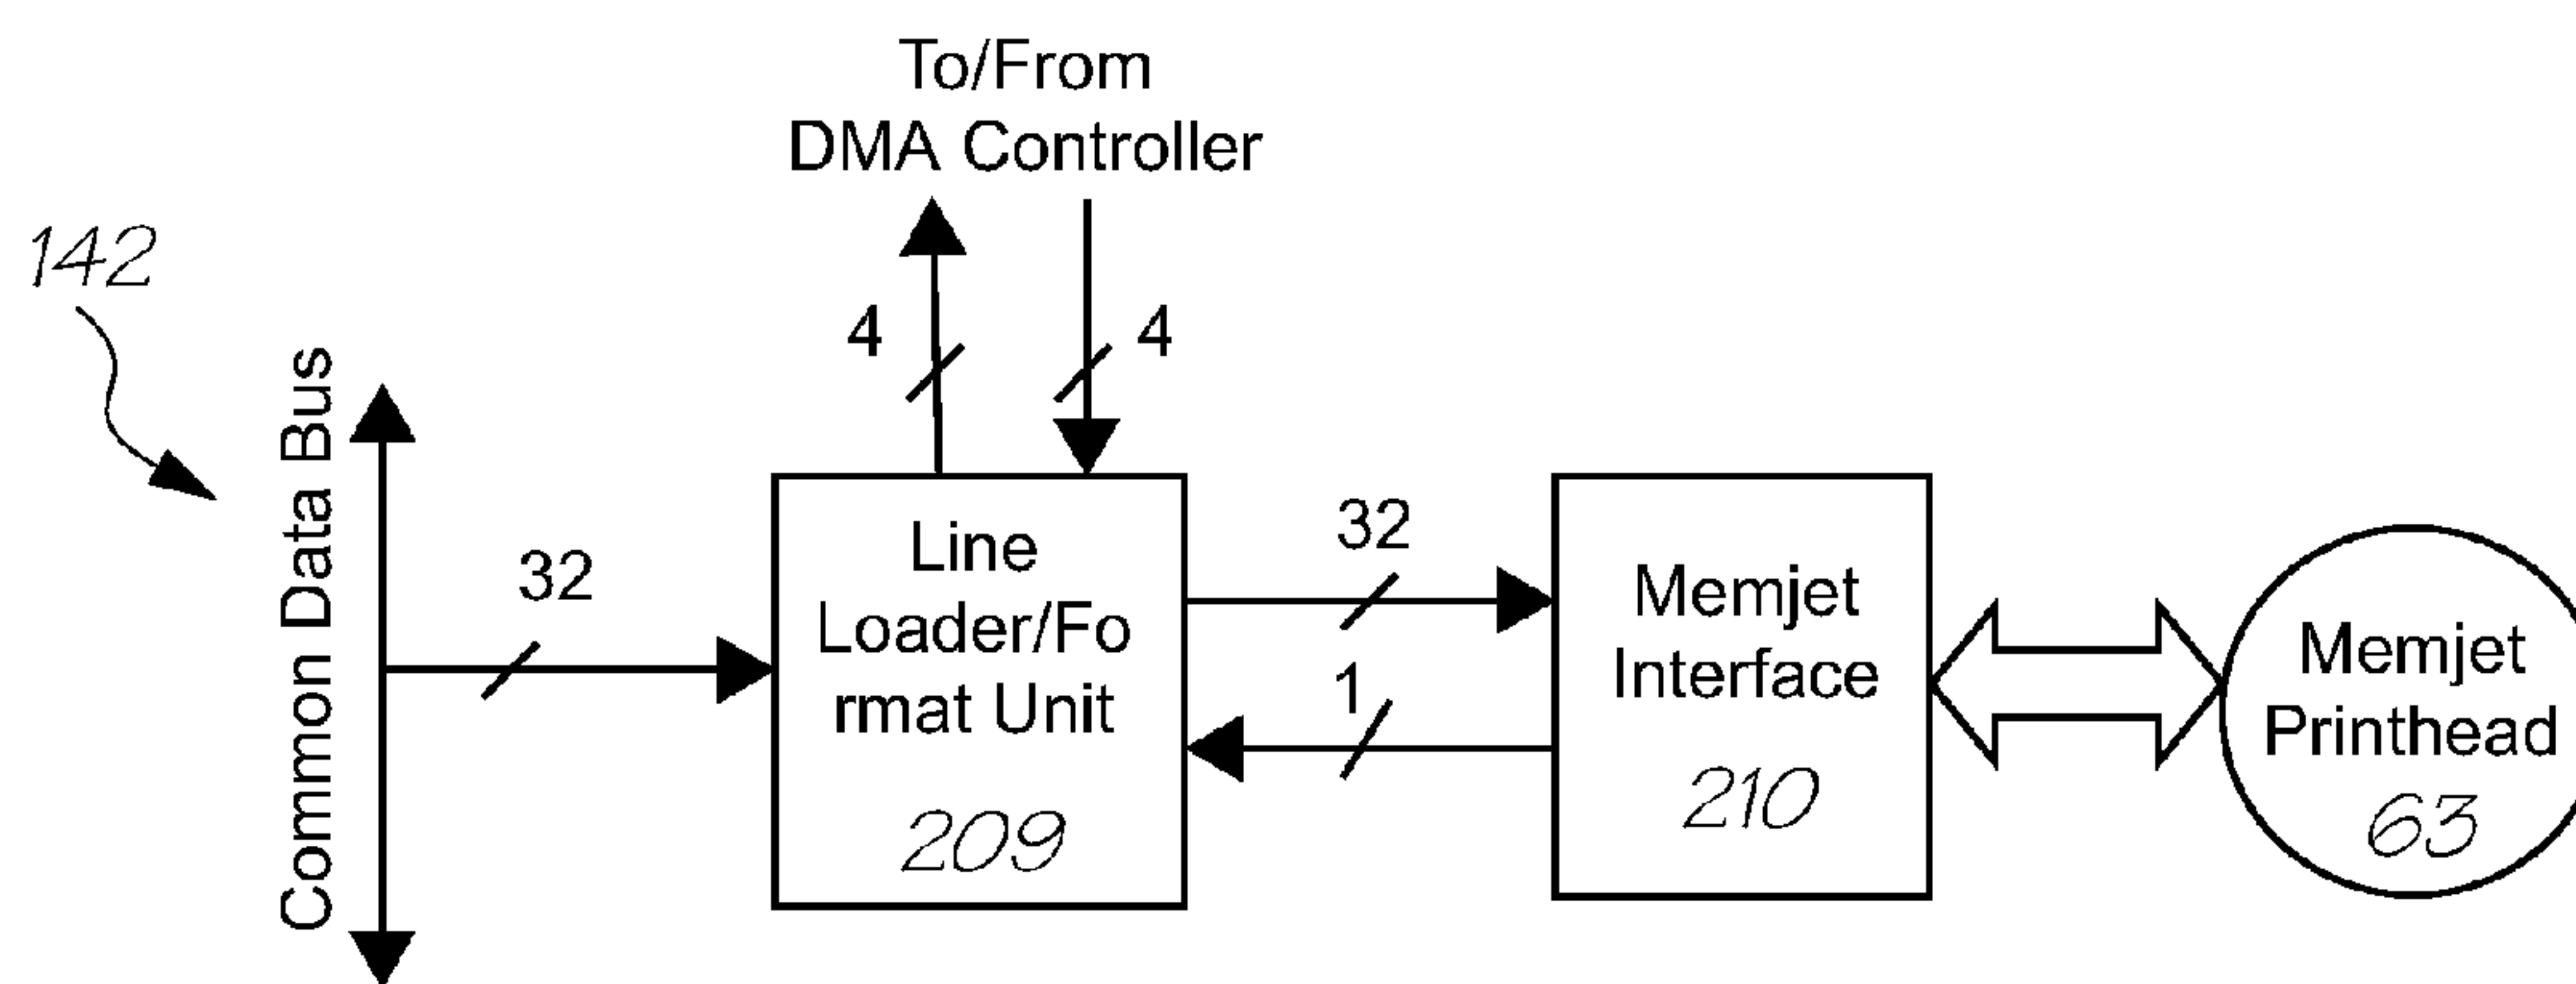 To/From
DMA Controller
142
4
4
Common Data Bus
32
Line
Loader/Fo
rmat Unit
209
32
1
Memjet
Interface
210
Memjet
Printhead
63